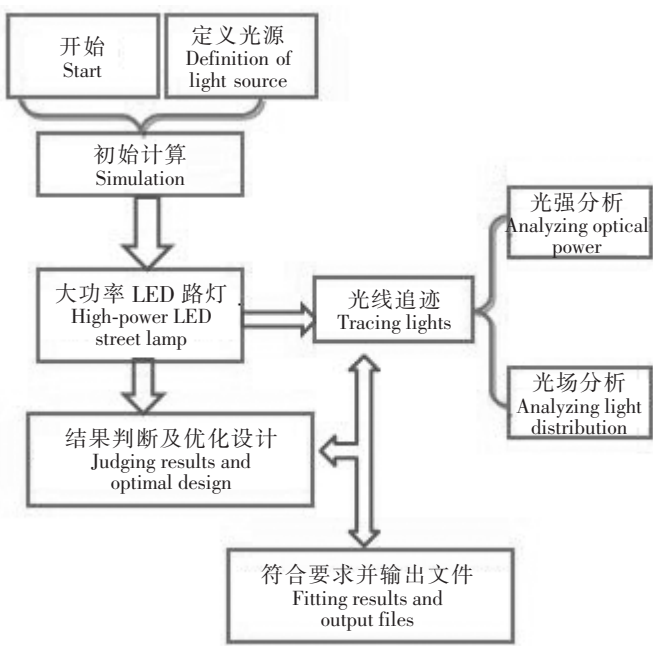 开始
Start
定义光源
Definition of
light source
初始计算
Simulation
大功率 LED 路灯
High-power LED
street lamp
光线追迹
Tracing lights
光强分析
Analyzing optical
power
光场分析
Analyzing light
distribution
结果判断及优化设计
Judging results and
optimal design
符合要求并输出文件
Fitting results and
output files